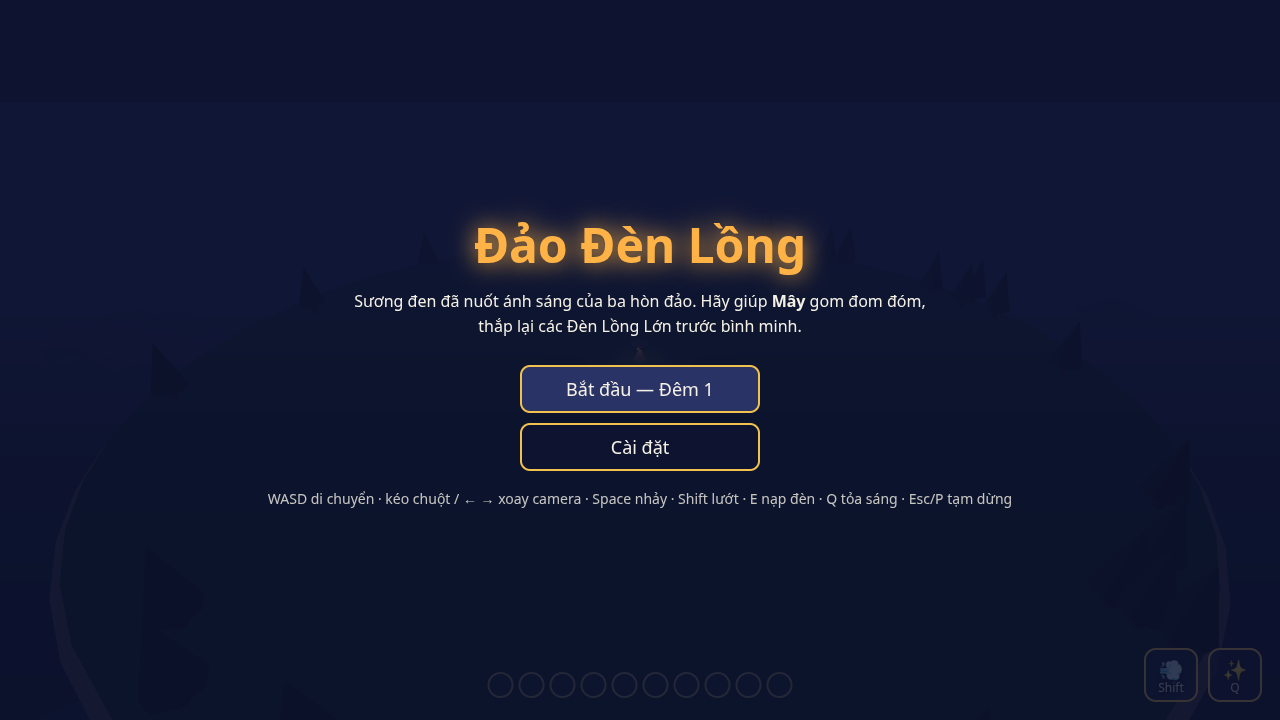 Đảo Đèn Lồng
Sương đen đã nuốt ánh sáng của ba hòn đảo. Hãy giúp Mây gom đom đóm,
thắp lại các Đèn Lồng Lớn trước bình minh.
Bắt đầu — Đêm 1
Cài đặt
WASD di chuyển · kéo chuột / ← → xoay camera · Space nhảy · Shift lướt · E nạp đèn · Q tỏa sáng · Esc/P tạm dừng
Shift
Q